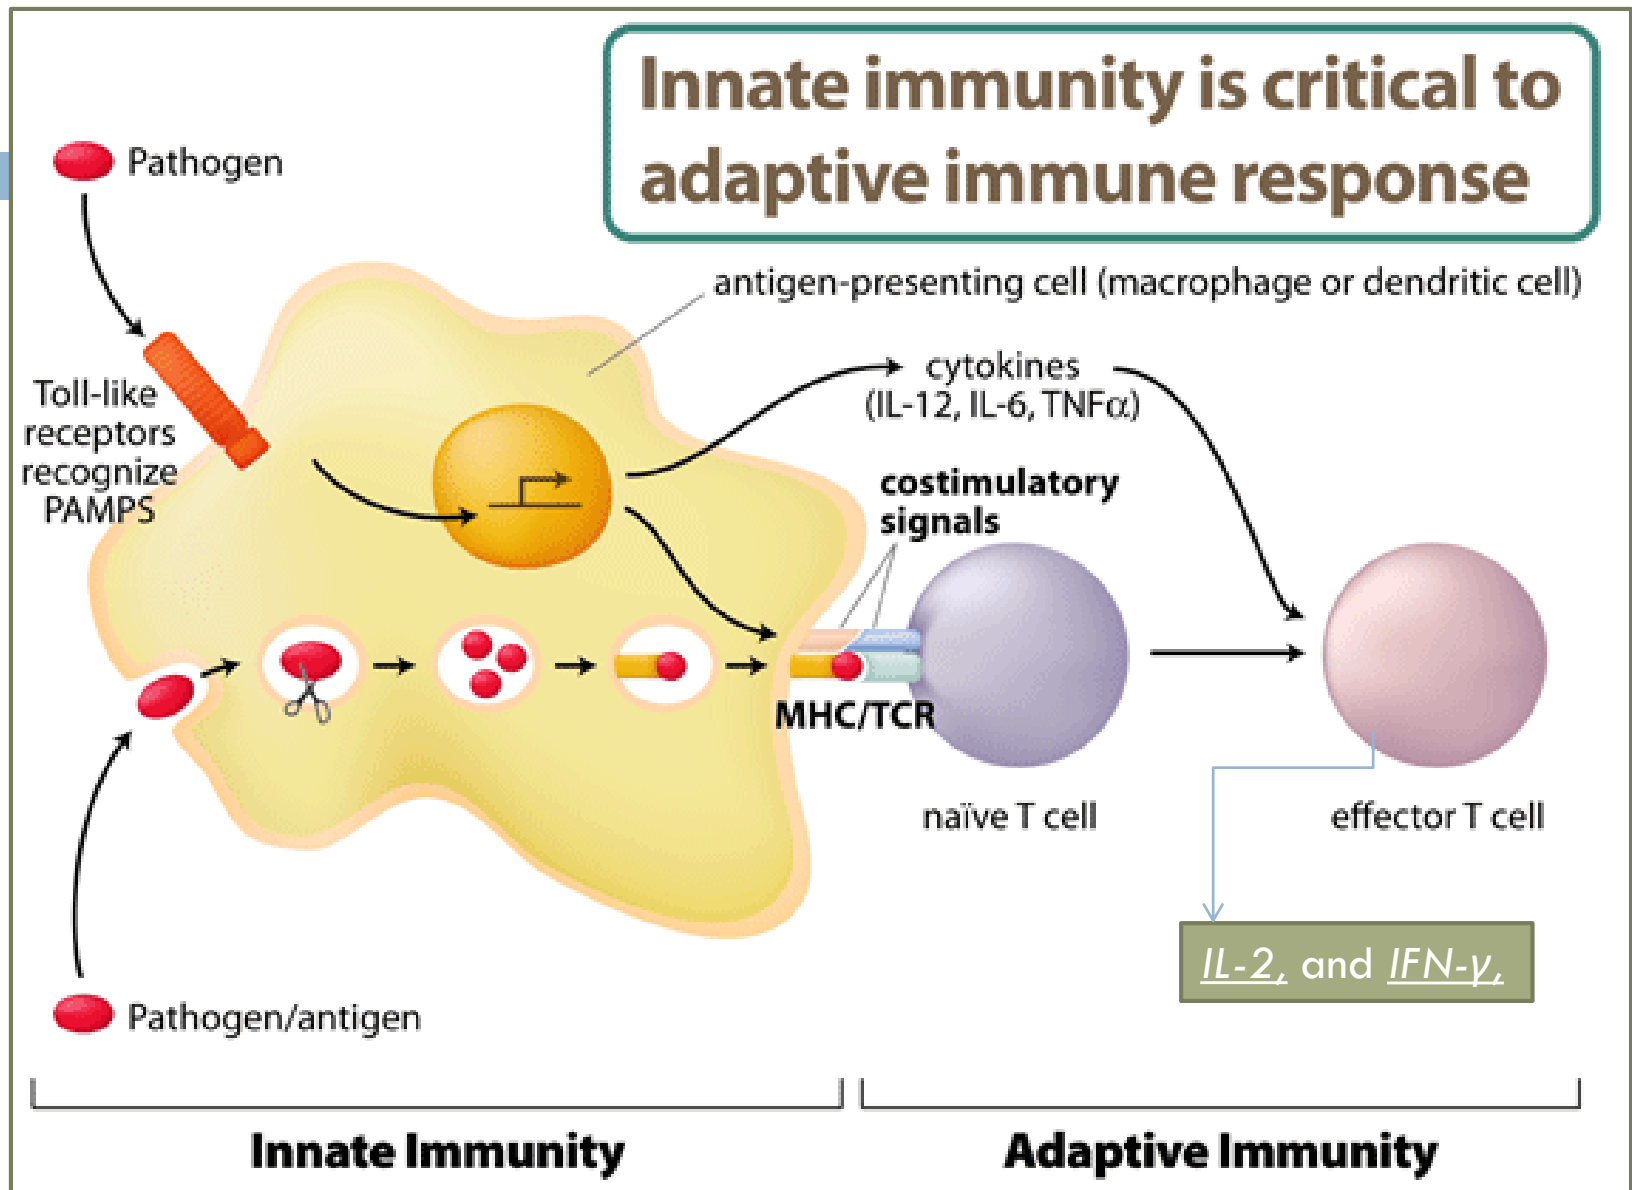 Innate immunity is critical to
adaptive immune response
Pathogen
antigen-presenting cell (macrophage or dendritic cell)
cytokines
(IL-12, IL-6, TNFα)
Toll-like
receptors
recognize
PAMPS
costimulatory
signals
MHC/TCR
naïve T cell
effector T cell
IL-2, and IFN-γ,
Pathogen/antigen
Innate Immunity
Adaptive Immunity